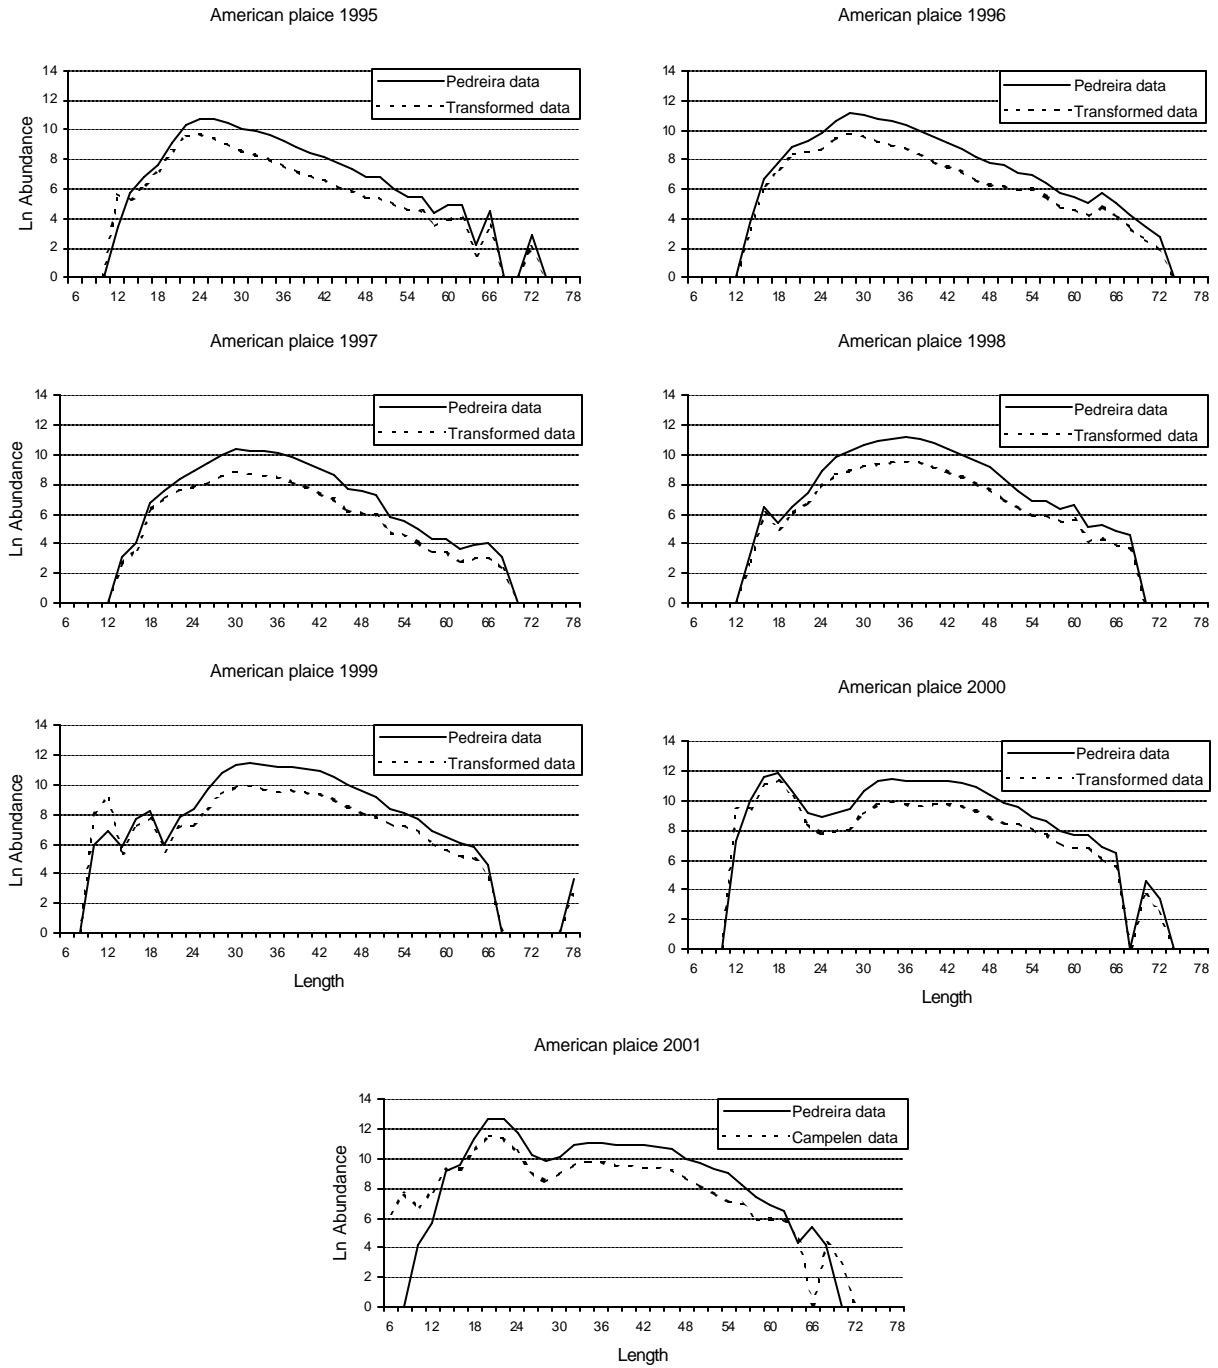 American plaice 1995
American plaice 1996
Ln Abundance
14
12
10
8
6
4
2
0
Pedreira data
Transformed data
6 12 18 24 30 36 42 48 54 60 66 72 78
14
12
10
8
6
4
2
0
Pedreira data
Transformed data
6 12 18 24 30 36 42 48 54 60 66 72 78
American plaice 1997
American plaice 1998
Ln Abundance
14
12
10
8
6
4
2
0
Pedreira data
Transformed data
6 12 18 24 30 36 42 48 54 60 66 72 78
14
12
10
8
6
4
2
0
Pedreira data
Transformed data
6 12 18 24 30 36 42 48 54 60 66 72 78
American plaice 1999
American plaice 2000
Ln Abundance
14
12
10
8
6
4
2
0
Pedreira data
Transformed data
6 12 18 24 30 36 42 48 54 60 66 72 78
Length
14
12
10
8
6
4
2
0
Pedreira data
Transformed data
6 12 18 24 30 36 42 48 54 60 66 72 78
Length
American plaice 2001
Ln Abundance
14
12
10
8
6
4
2
0
Pedreira data
Campelen data
6 12 18 24 30 36 42 48 54 60 66 72 78
Length